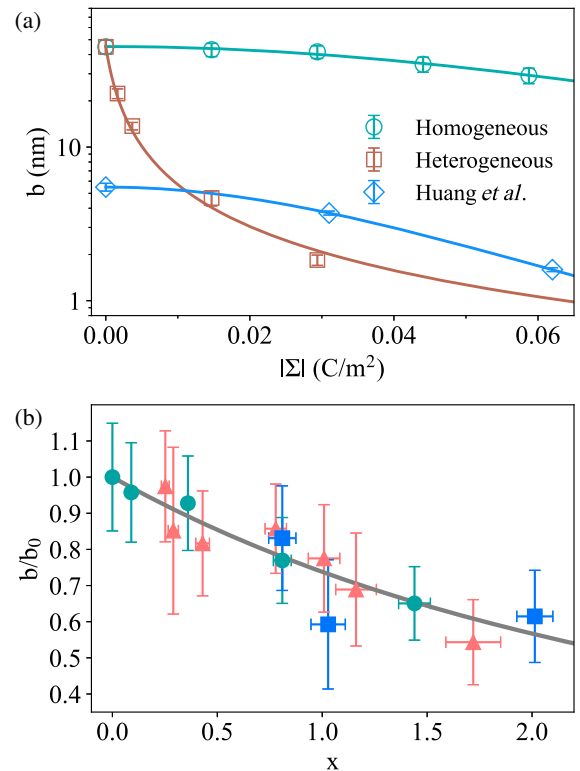 (a)
b (nm)
10
1
Homogeneous
Heterogeneous
Huang et al.
0.00
0.02
0.04
0.06
|Σ| (C/m²)
(b)
b/b₀
1.1
1.0
0.9
0.8
0.7
0.6
0.5
0.4
0.0
0.5
1.0
1.5
2.0
x